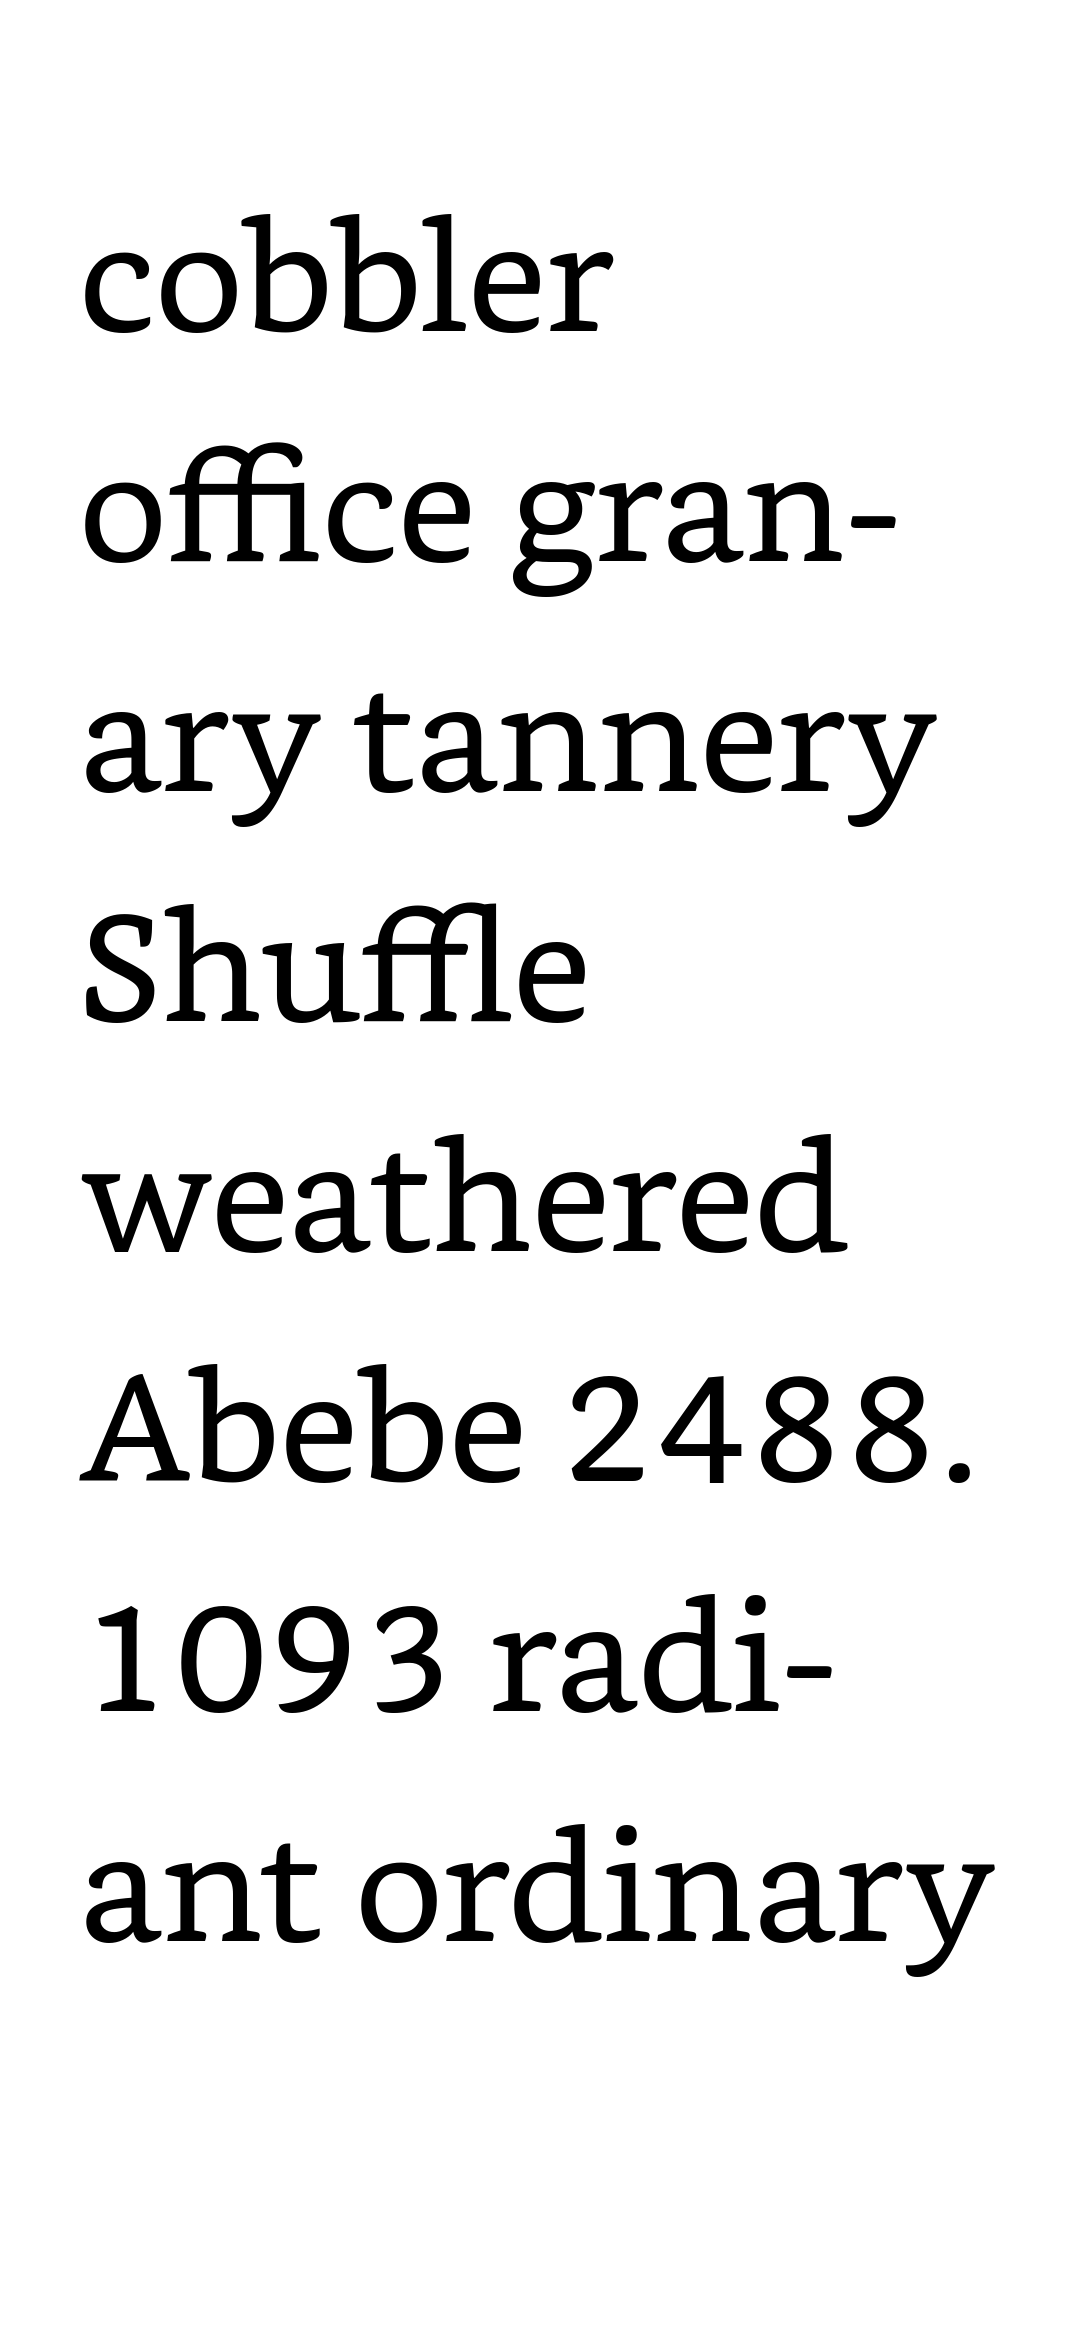 cobbler
office gran-
ary tannery
Shuffle
weathered
Abebe 2488.
1093 radi-
ant ordinary